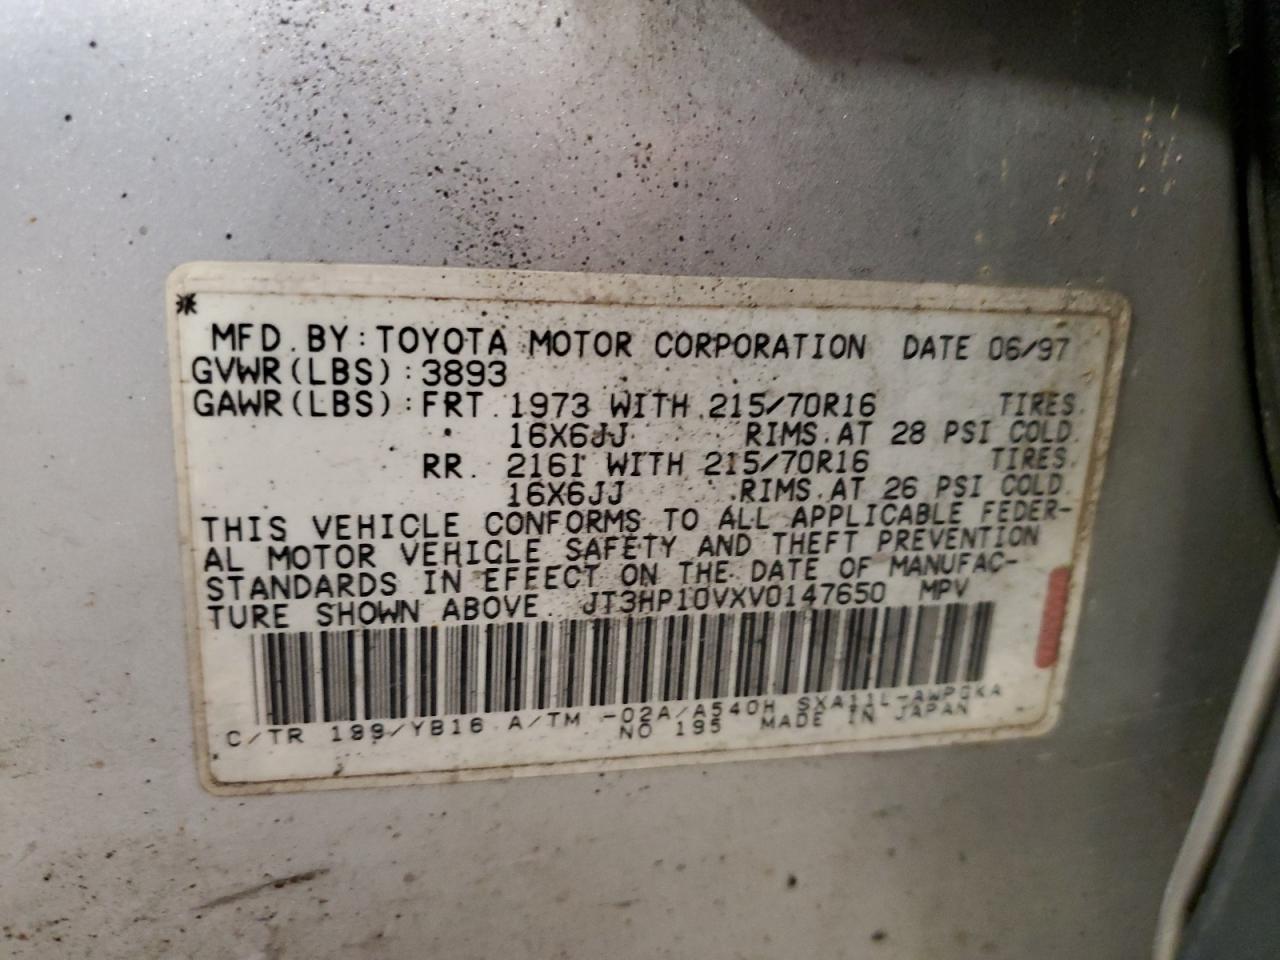 MFD. BY: TOYOTA MOTOR CORPORATION DATE 06/97
GVWR(LBS): 3893
GAWR(LBS): FRT. 1973 WITH 215/70R16 TIRES.
16X6JJ RIMS. AT 28 PSI COLD.
RR. 2161 WITH 215/70R16 TIRES.
16X6JJ RIMS. AT 26 PSI COLD.
THIS VEHICLE CONFORMS TO ALL APPLICABLE FEDER-
AL MOTOR VEHICLE SAFETY AND THEFT PREVENTION
STANDARDS IN EFFECT ON THE DATE OF MANUFAC-
TURE SHOWN ABOVE. JT3HP10VXV0147650 MPV
C/TR 199/YB16 A/TM -02A/A540H SXA11L-AWPGKA
NO 195 MADE IN JAPAN